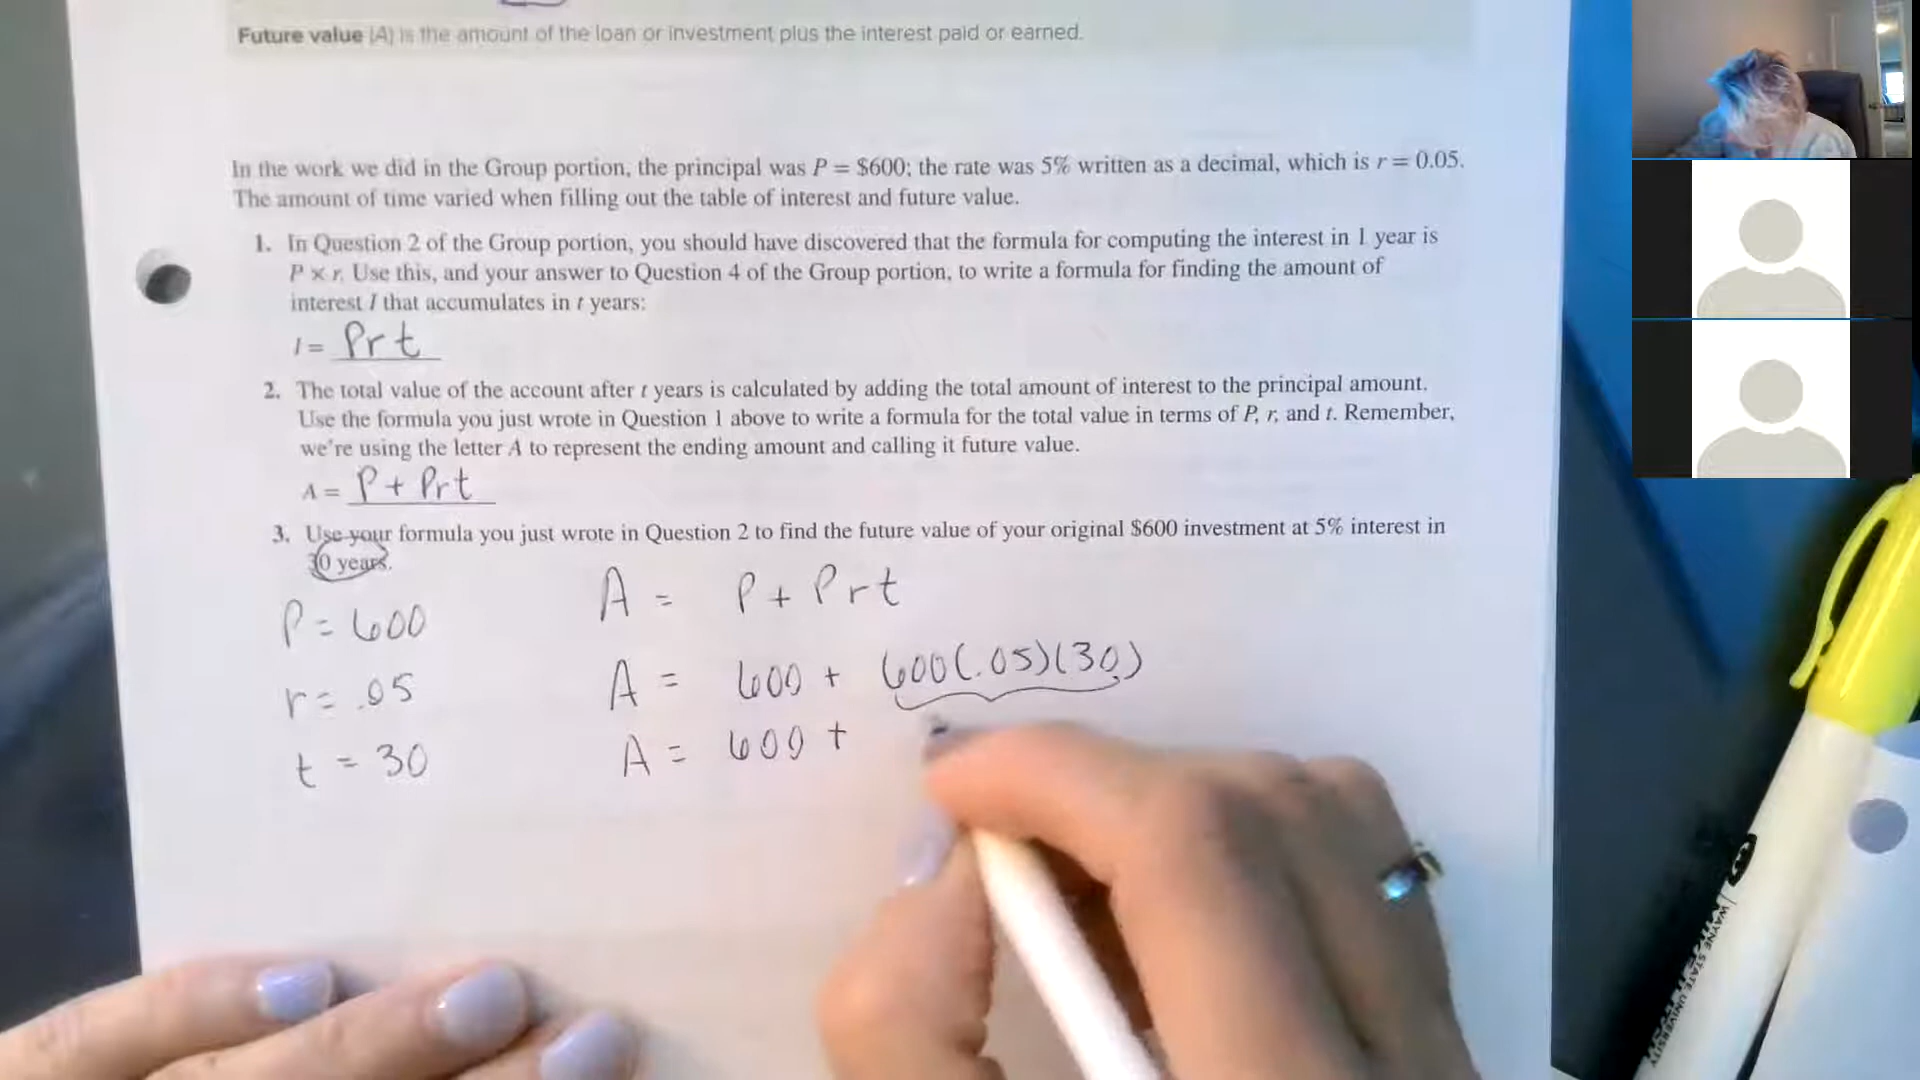 Future value (A) is the amount of the loan or investment plus the interest paid or earned.
In the work we did in the Group portion, the principal was P = $600; the rate was 5% written as a decimal, which is r = 0.05.
The amount of time varied when filling out the table of interest and future value.
1. In Question 2 of the Group portion, you should have discovered that the formula for computing the interest in 1 year is
P × r. Use this, and your answer to Question 4 of the Group portion, to write a formula for finding the amount of
interest I that accumulates in t years:
I = Prt
2. The total value of the account after t years is calculated by adding the total amount of interest to the principal amount.
Use the formula you just wrote in Question 1 above to write a formula for the total value in terms of P, r, and t. Remember,
we're using the letter A to represent the ending amount and calling it future value.
A = P + Prt
3. Use your formula you just wrote in Question 2 to find the future value of your original $600 investment at 5% interest in
30 years.
A = P + Prt
P = 600
A = 600 + 600(.05)(30)
r = .05
A = 600 +
t = 30
WAYNE STATE UNIVERSITY